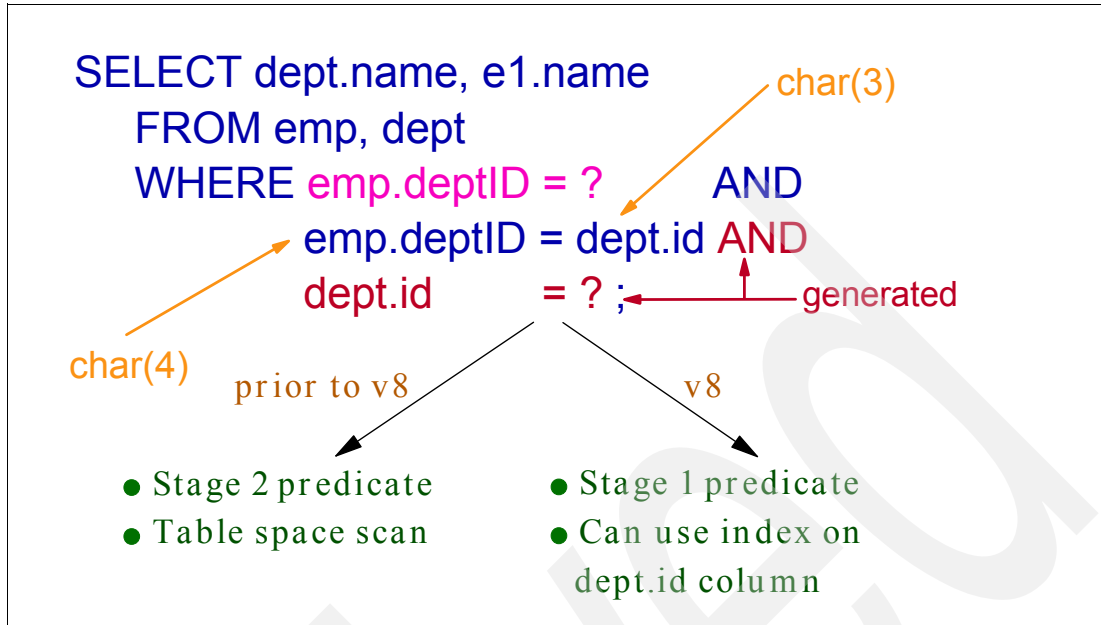 SELECT dept.name, e1.name
char(3)
FROM emp, dept
WHERE emp.deptID = ? AND
emp.deptID = dept.id AND
dept.id = ? ;
generated
char(4)
prior to v8
v8
● Stage 2 predicate
● Table space scan
● Stage 1 predicate
● Can use index on
dept.id column